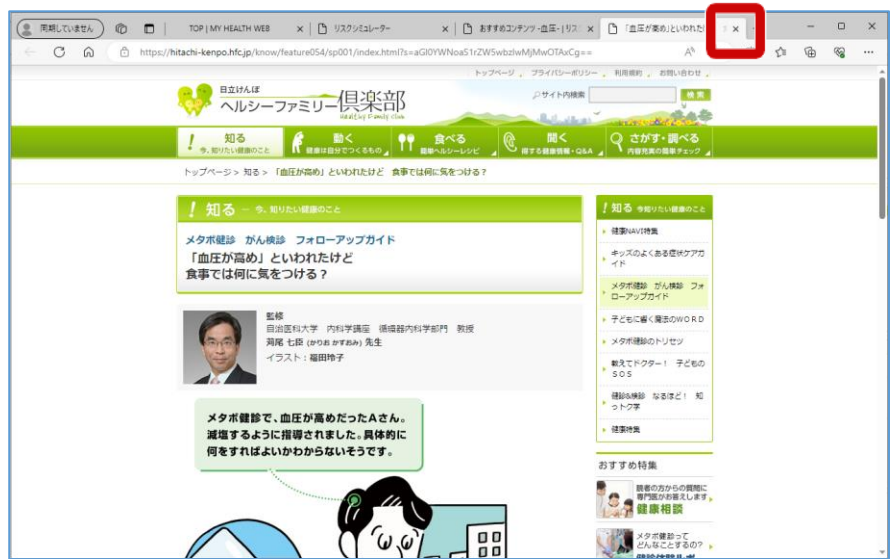 同期していません
TOP | MY HEALTH WEB
リスクシミュレーター
おすすめコンテンツ -血圧- | リス
「血圧が高め」といわれた
https://hitachi-kenpo.hfc.jp/know/feature054/sp001/index.html?s=aGl0YWNoaS1rZW5wbzIwMjMwOTAxCg==
トップページ
プライバシーポリシー
利用規約
お問い合わせ
日立けんぽ
ヘルシーファミリー倶楽部
Healthy Family Club
サイト内検索
検索
知る
今、知りたい健康のこと
動く
健康は自分でつくるもの
食べる
簡単ヘルシーレシピ
聞く
得する健康情報・Q&A
さがす・調べる
内容充実の簡単チェック
トップページ > 知る > 「血圧が高め」といわれたけど 食事では何に気をつける?
! 知る - 今、知りたい健康のこと
メタボ健診 がん検診 フォローアップガイド
「血圧が高め」といわれたけど
食事では何に気をつける?
監修
自治医科大学 内科学講座 循環器内科学部門 教授
苅尾 七臣 (かりお かずおみ) 先生
イラスト:福田玲子
メタボ健診で、血圧が高めだったAさん。
減塩するように指導されました。具体的に
何をすればよいかわからないそうです。
! 知る 今知りたい健康のこと
健康NAVI特集
キッズのよくある症状ケアガ
イド
メタボ健診 がん検診 フォ
ローアップガイド
子どもに響く魔法のWORD
メタボ健診のトリセツ
教えてドクター! 子どもの
SOS
健診&検診 なるほど! 知
っトク学
健康特集
おすすめ特集
読者の方からの質問に
専門医がお答えします
健康相談
メタボ健診って
どんなことするの?